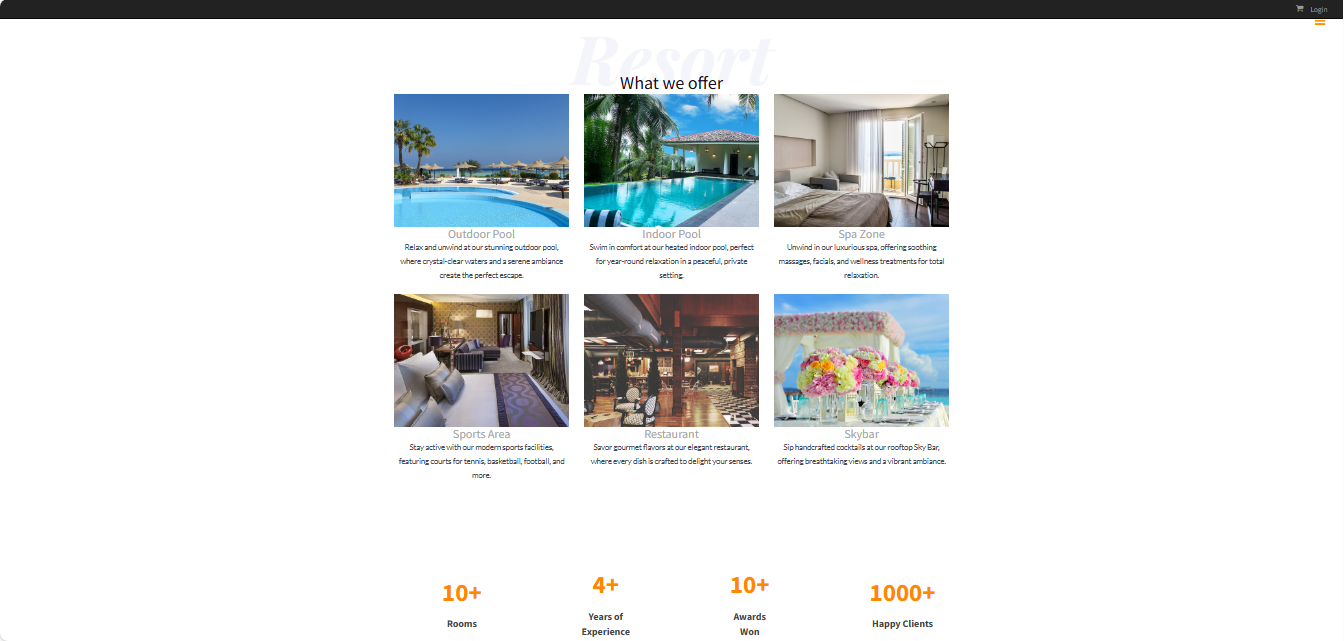 Login
Resort
What we offer
Outdoor Pool
Relax and unwind at our stunning outdoor pool,
where crystal-clear waters and a serene ambiance
create the perfect escape.
Indoor Pool
Swim in comfort at our heated indoor pool, perfect
for year-round relaxation in a peaceful, private
setting.
Spa Zone
Unwind in our luxurious spa, offering soothing
massages, facials, and wellness treatments for total
relaxation.
Sports Area
Stay active with our modern sports facilities,
featuring courts for tennis, basketball, football, and
more.
Restaurant
Savor gourmet flavors at our elegant restaurant,
where every dish is crafted to delight your senses.
Skybar
Sip handcrafted cocktails at our rooftop Sky Bar,
offering breathtaking views and a vibrant ambiance.
10+
Rooms
4+
Years of
Experience
10+
Awards
Won
1000+
Happy Clients